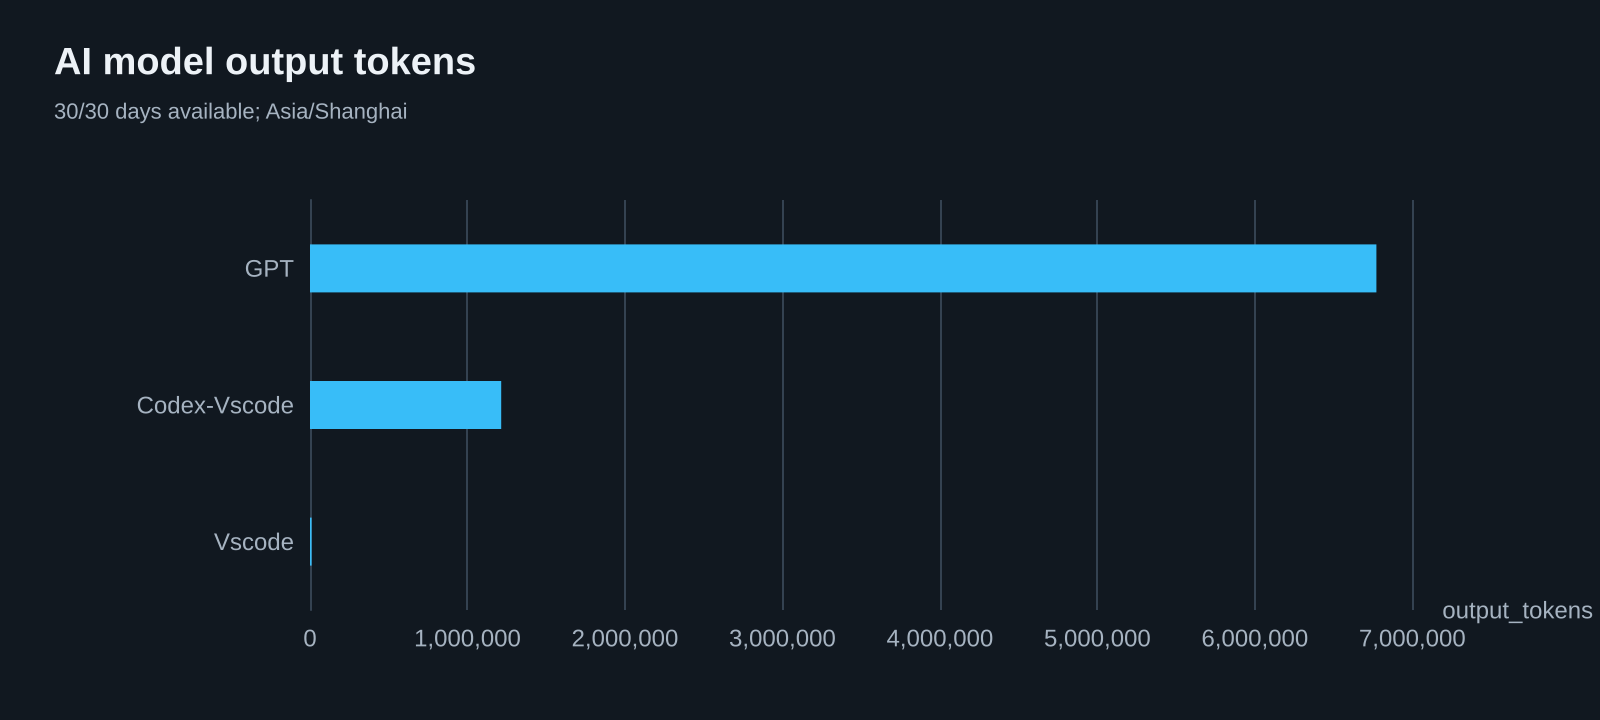 AI model output tokens
30/30 days available; Asia/Shanghai
GPT
Codex-Vscode
Vscode
output_tokens
0 1,000,000 2,000,000 3,000,000 4,000,000 5,000,000 6,000,000 7,000,000